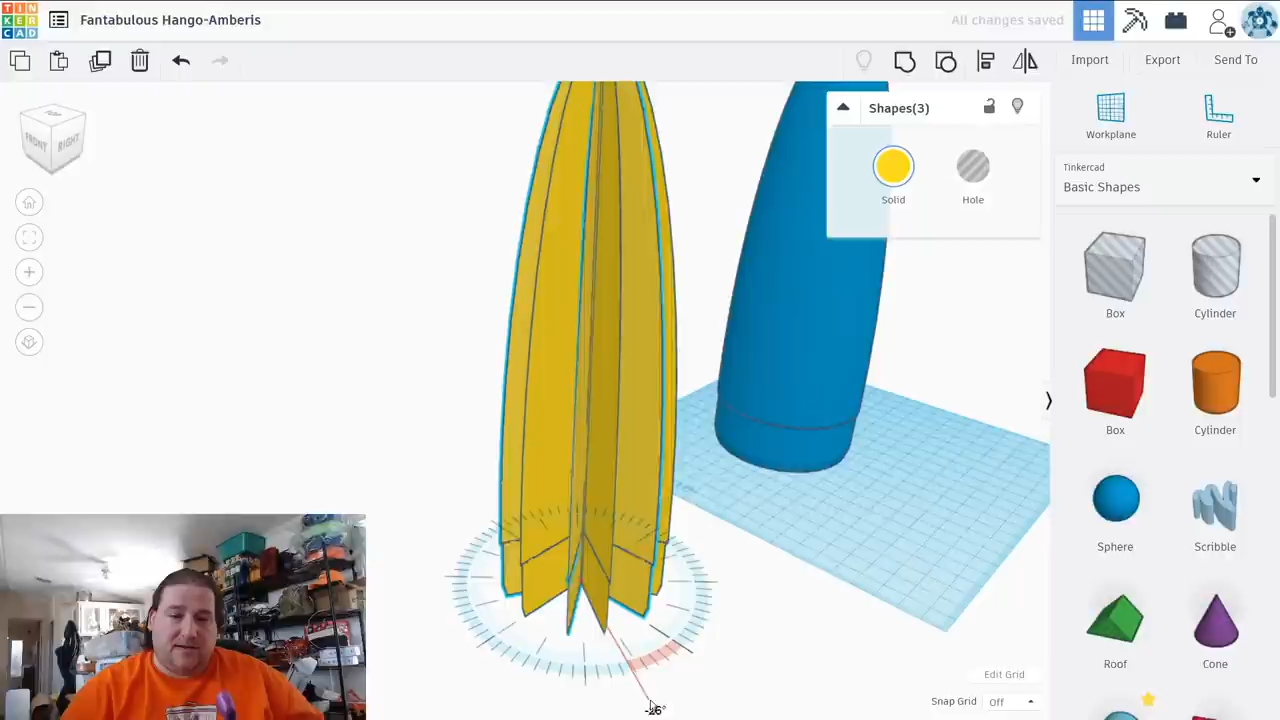 TIN
KER
CAD
Fantabulous Hango-Amberis
All changes saved
Import
Export
Send To
Shapes(3)
Solid
Hole
TOP
FRONT
RIGHT
Workplane
Ruler
Tinkercad
Basic Shapes
Box
Cylinder
Box
Cylinder
Sphere
Scribble
Roof
Cone
Edit Grid
Snap Grid
Off